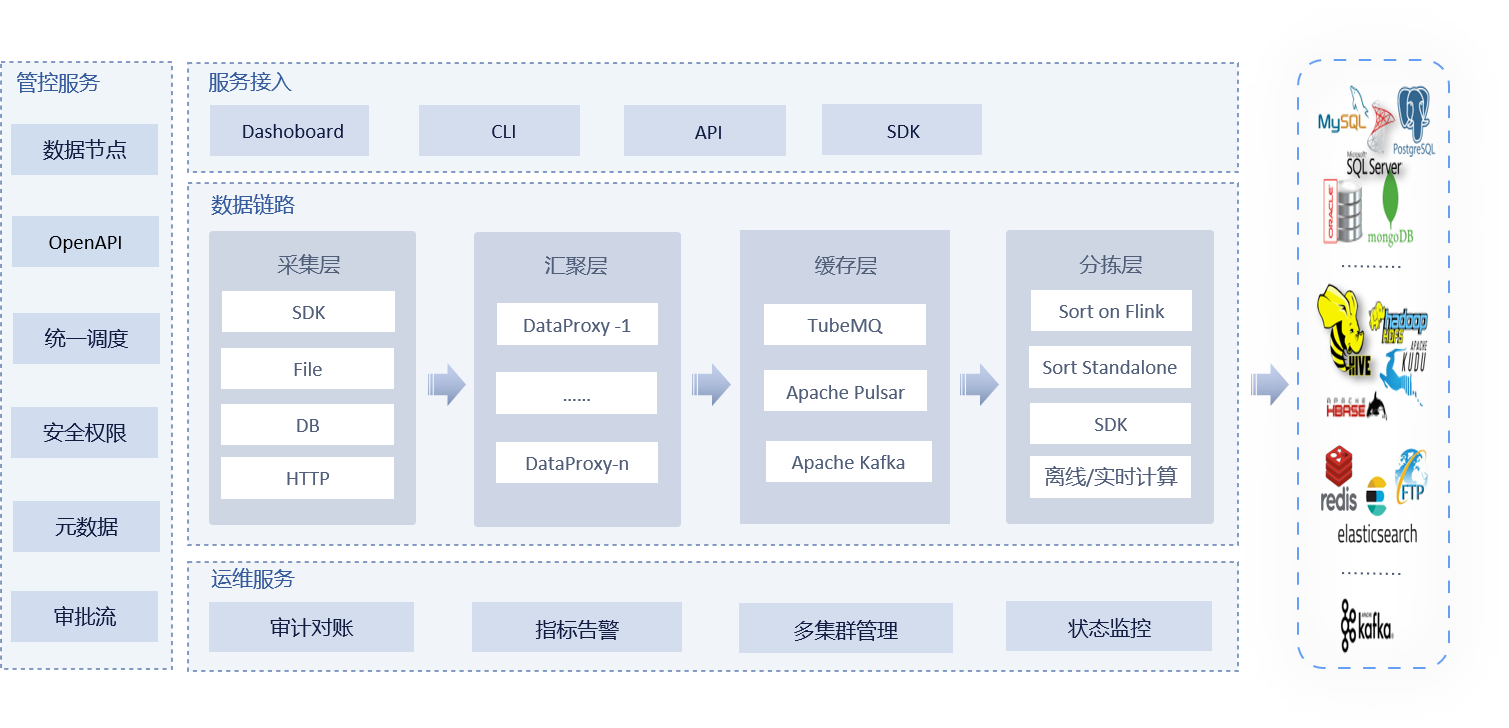 管控服务
数据节点
OpenAPI
统一调度
安全权限
元数据
审批流
服务接入
Dashoboard
CLI
API
SDK
数据链路
采集层
SDK
File
DB
HTTP
汇聚层
DataProxy -1
......
DataProxy-n
缓存层
TubeMQ
Apache Pulsar
Apache Kafka
分拣层
Sort on Flink
Sort Standalone
SDK
离线/实时计算
运维服务
审计对账
指标告警
多集群管理
状态监控
MySQL
PostgreSQL
Microsoft
SQL Server
ORACLE
mongoDB
..........
HIVE
hadoop
HDFS
APACHE
KUDU
APACHE
HBASE
redis
FTP
elasticsearch
..........
APACHE
kafka